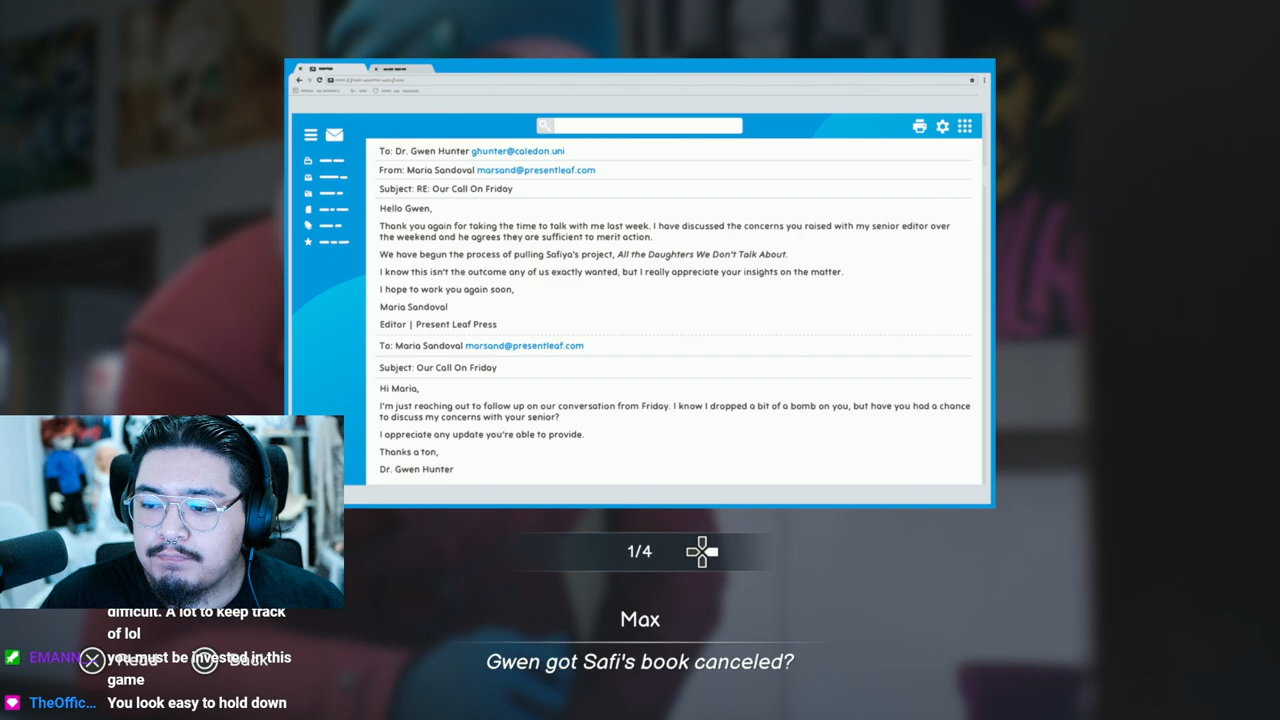 To: Dr. Gwen Hunter ghunter@caledon.uni
From: Maria Sandoval marsand@presentleaf.com
Subject: RE: Our Call On Friday
Hello Gwen,
Thank you again for taking the time to talk with me last week. I have discussed the concerns you raised with my senior editor over
the weekend and he agrees they are sufficient to merit action.
We have begun the process of pulling Safiya's project, All the Daughters We Don't Talk About.
I know this isn't the outcome any of us exactly wanted, but I really appreciate your insights on the matter.
I hope to work you again soon,
Maria Sandoval
Editor | Present Leaf Press
To: Maria Sandoval marsand@presentleaf.com
Subject: Our Call On Friday
Hi Maria,
I'm just reaching out to follow up on our conversation from Friday. I know I dropped a bit of a bomb on you, but have you had a chance
to discuss my concerns with your senior?
I appreciate any update you're able to provide.
Thanks a ton,
Dr. Gwen Hunter
1/4
Max
Gwen got Safi's book canceled?
difficult. A lot to keep track
of lol
EMANN... you must be invested in this
game
Read Back
TheOffic... You look easy to hold down